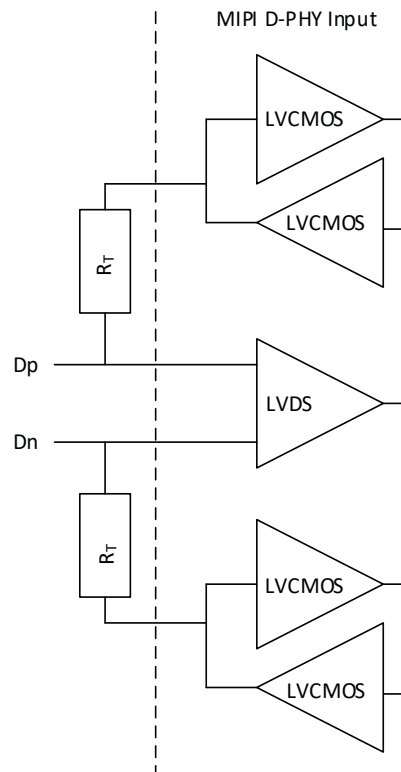 MIPI D-PHY Input
LVCMOS
LVCMOS
RT
Dp
LVDS
Dn
RT
LVCMOS
LVCMOS